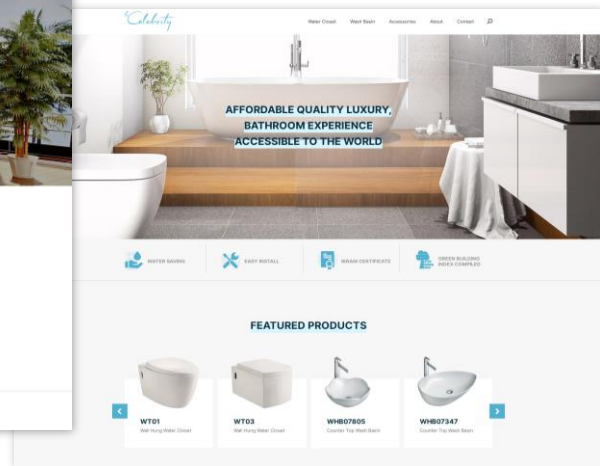 Celebrity
Water Closet Wash Basin Accessories About Contact
AFFORDABLE QUALITY LUXURY,
BATHROOM EXPERIENCE
ACCESSIBLE TO THE WORLD
WATER SAVING EASY INSTALL IKRAM CERTIFICATE GREEN BUILDING
INDEX COMPILED
FEATURED PRODUCTS
WT01 WT03 WHB07805 WHB07347
Wall Hung Water Closet Wall Hung Water Closet Counter Top Wash Basin Counter Top Wash Basin